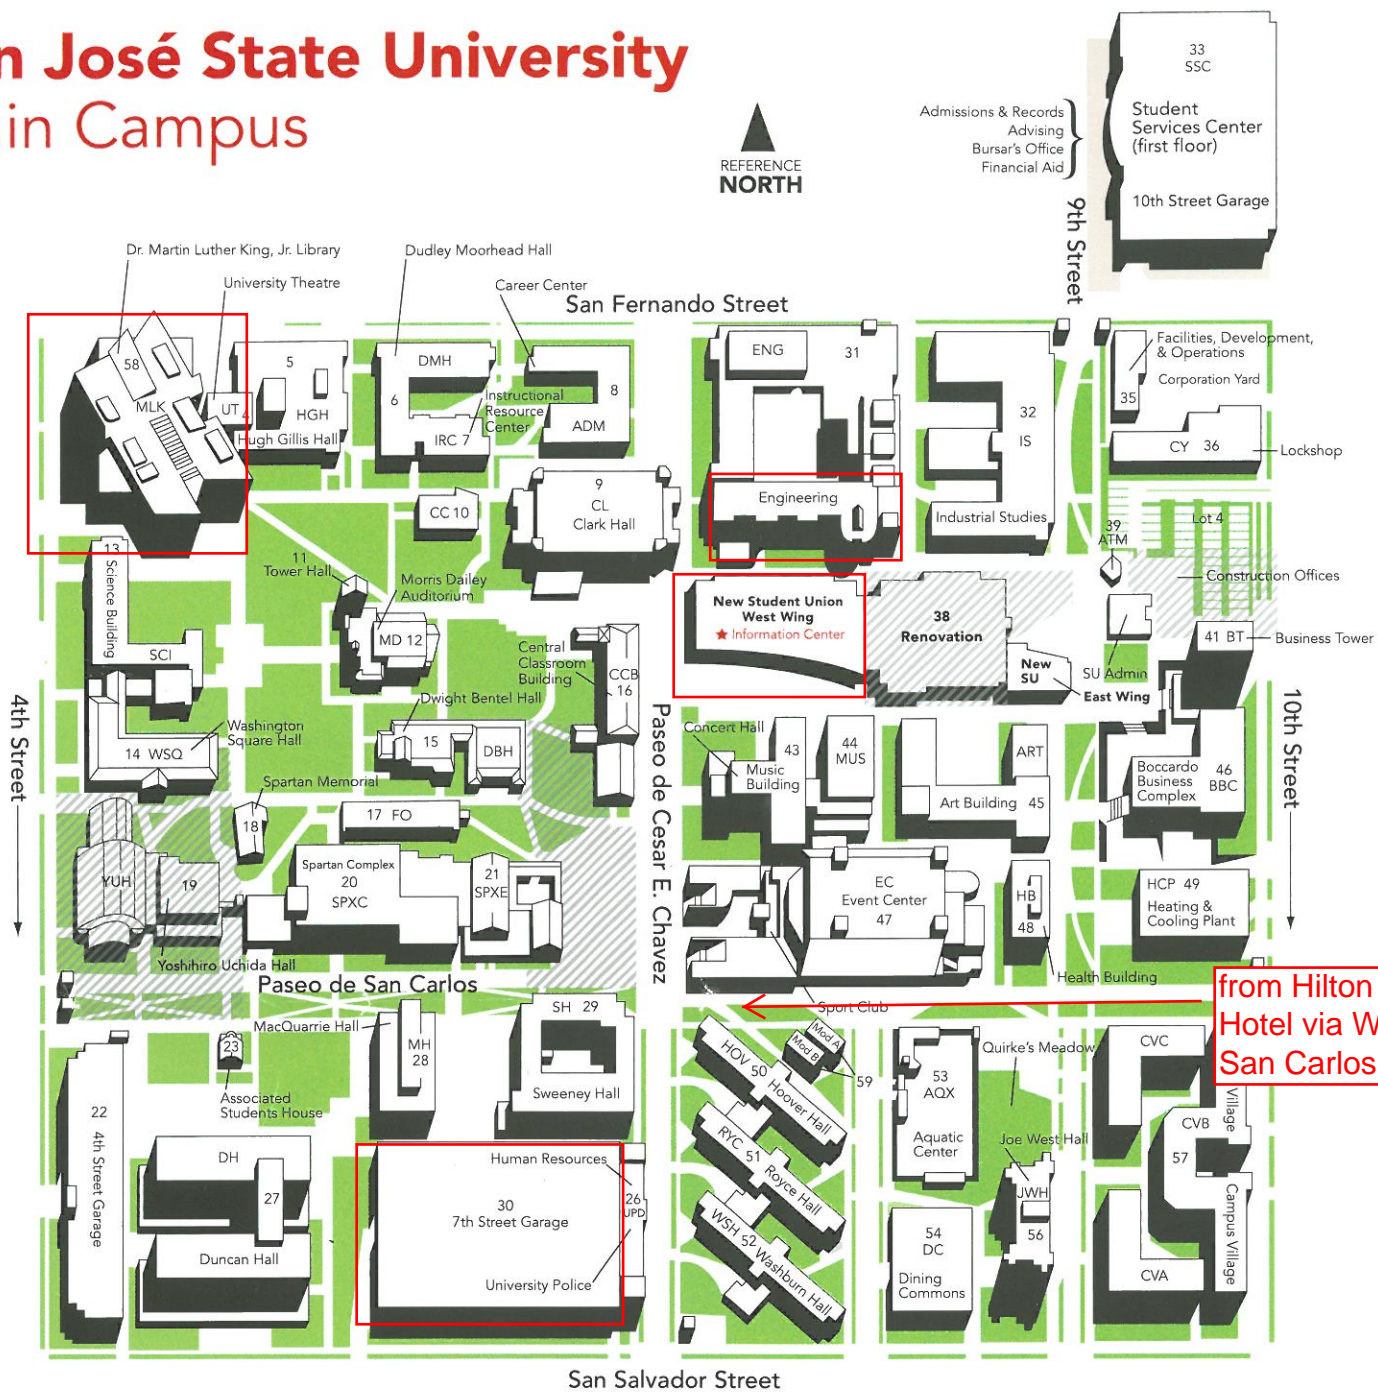 n José State University
in Campus
REFERENCE
NORTH
33
SSC
Student
Services Center
(first floor)
10th Street Garage
Admissions & Records
Advising
Bursar's Office
Financial Aid
9th Street
Dr. Martin Luther King, Jr. Library
University Theatre
Dudley Moorhead Hall
Career Center
San Fernando Street
58
MLK
UT 4
5
HGH
Hugh Gillis Hall
DMH
6
Instructional
Resource
Center
IRC 7
8
ADM
ENG
31
Engineering
32
IS
Industrial Studies
Facilities, Development,
& Operations
Corporation Yard
35
CY 36
Lockshop
Lot 4
39
ATM
Construction Offices
9
CL
Clark Hall
CC 10
11
Tower Hall
Morris Dailey
Auditorium
MD 12
13
Science Building
SCI
New Student Union
West Wing
★ Information Center
38
Renovation
New
SU
East Wing
SU Admin
41 BT
Business Tower
Central
Classroom
Building
CCB
16
Dwight Bentel Hall
15
DBH
Washington
Square Hall
14 WSQ
4th Street
Spartan Memorial
18
17 FO
Paseo de Cesar E. Chavez
Concert Hall
43
Music
Building
44
MUS
ART
Art Building 45
Boccardo
Business
Complex
46
BBC
10th Street
YUH
19
Yoshihiro Uchida Hall
Spartan Complex
20
SPXC
21
SPXE
EC
Event Center
47
HB
48
Health Building
HCP 49
Heating &
Cooling Plant
Paseo de San Carlos
Sport Club
from Hilton
Hotel via W
San Carlos
MacQuarrie Hall
MH
28
SH 29
Sweeney Hall
23
Associated
Students House
22
4th Street Garage
DH
27
Duncan Hall
Human Resources
30
7th Street Garage
26
UPD
University Police
Mod A
Mod B
59
HOV 50 Hoover Hall
RYC 51 Royce Hall
WSH 52 Washburn Hall
53
AQX
Aquatic
Center
Quirke's Meadow
Joe West Hall
JWH
56
54
DC
Dining
Commons
CVC
Village
CVB
57
Campus Village
CVA
San Salvador Street